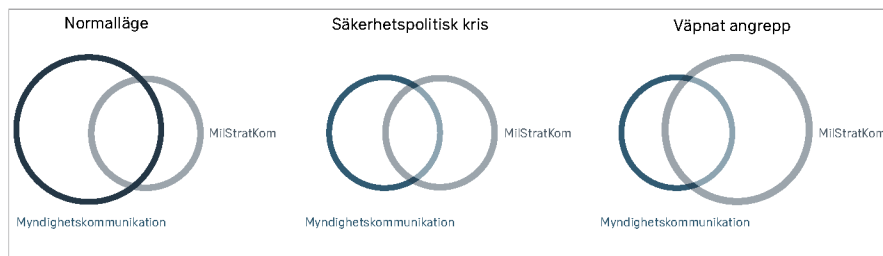 Normalläge
Säkerhetspolitisk kris
Väpnat angrepp
MilStratKom
MilStratKom
MilStratKom
Myndighetskommunikation
Myndighetskommunikation
Myndighetskommunikation